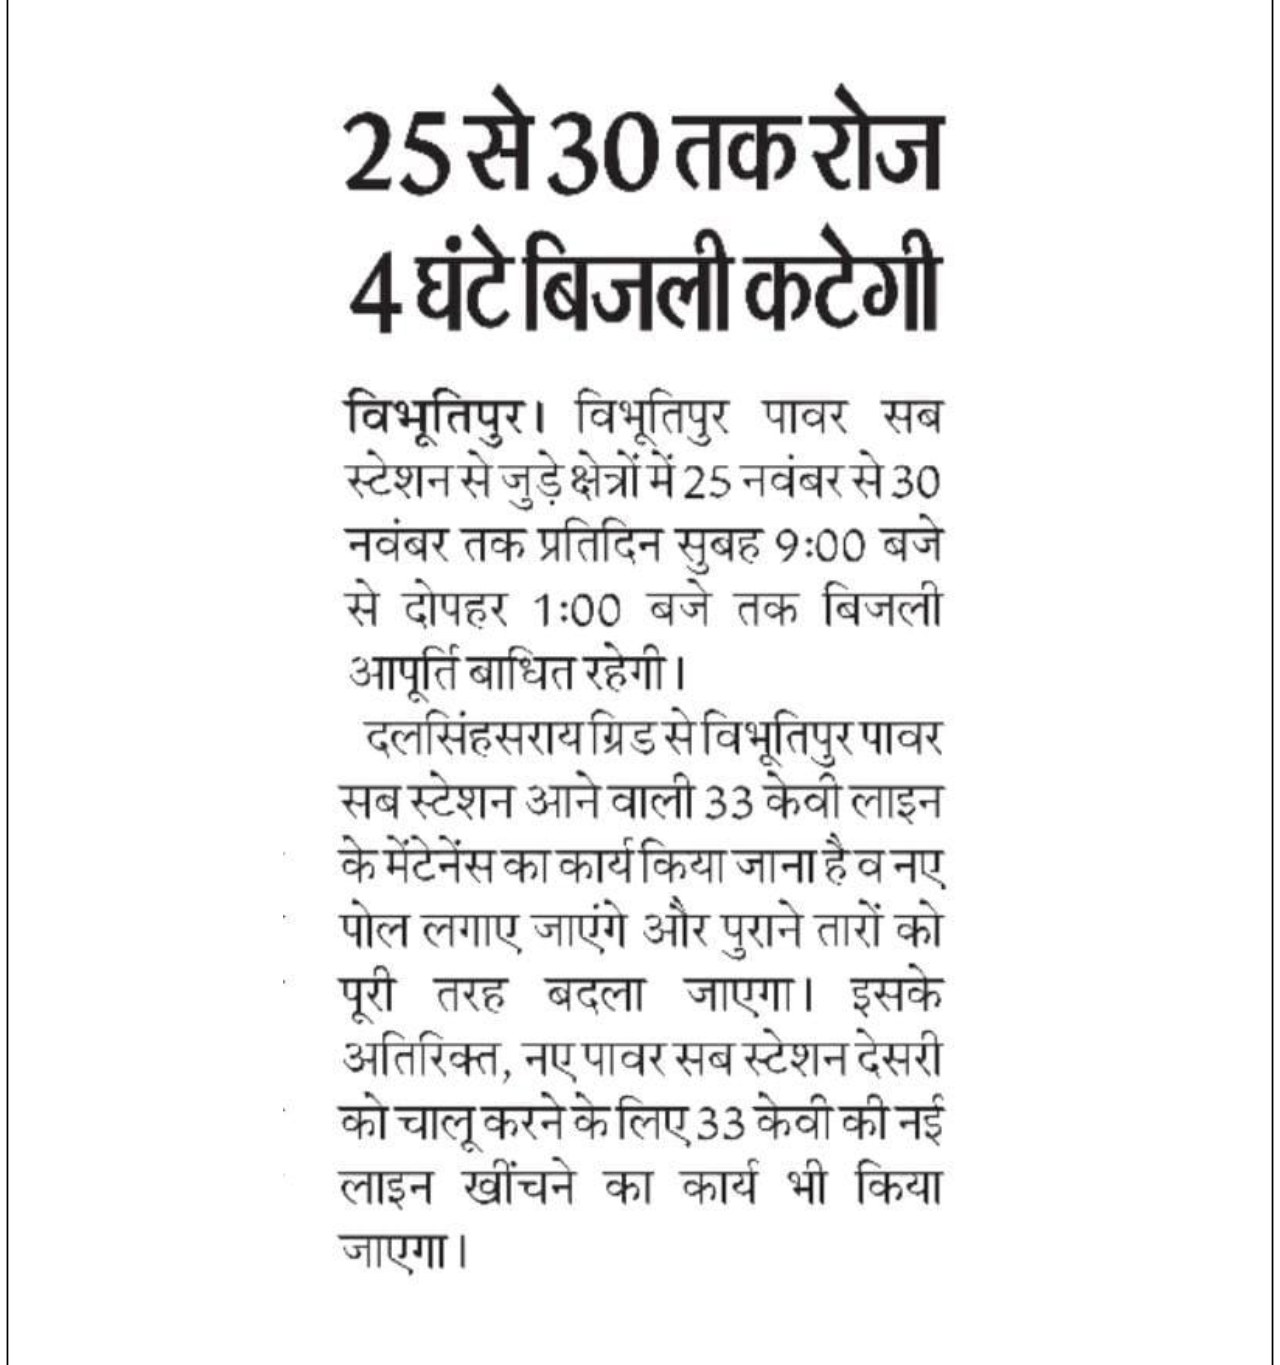 25 से 30 तक रोज
4 घंटे बिजली कटेगी
विभूतिपुर। विभूतिपुर पावर सब
स्टेशन से जुड़े क्षेत्रों में 25 नवंबर से 30
नवंबर तक प्रतिदिन सुबह 9:00 बजे
से दोपहर 1:00 बजे तक बिजली
आपूर्ति बाधित रहेगी।
दलसिंहसराय ग्रिड से विभूतिपुर पावर
सब स्टेशन आने वाली 33 केवी लाइन
के मेंटेनेंस का कार्य किया जाना है व नए
पोल लगाए जाएंगे और पुराने तारों को
पूरी तरह बदला जाएगा। इसके
अतिरिक्त, नए पावर सब स्टेशन देसरी
को चालू करने के लिए 33 केवी की नई
लाइन खींचने का कार्य भी किया
जाएगा।